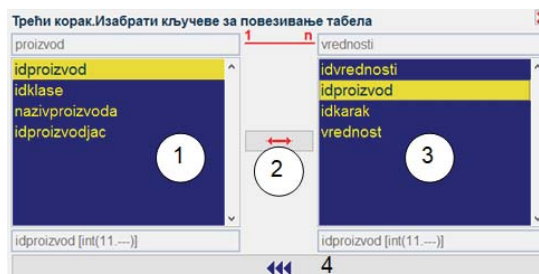 Трећи корак.Изабрати кључеве за повезивање табела
proizvod
1 n
vrednosti
idproizvod
idklase
nazivproizvoda
idproizvodjac
1
2
idvrednosti
idproizvod
idkarak
vrednost
3
idproizvod [int(11.---)]
idproizvod [int(11.---)]
4